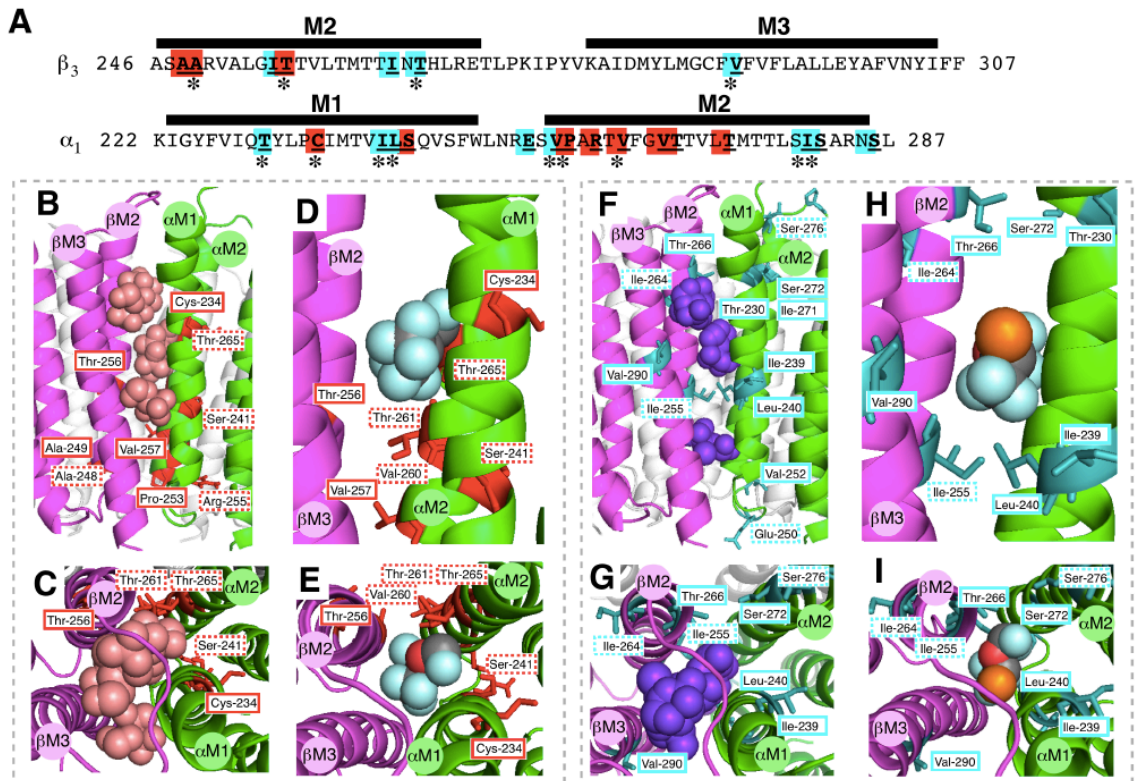 A
M2 M3
β3 246 ASAARVALGITTVLTMTTINTHLRETLPKIPYVKAIDMYLMGCFVFVFLALLEYAFVNYIFF 307
* * * *
M1 M2
α1 222 KIGYFVIQTYLPCIMTVILSQVSFWLNRESVPARTVFGVTTVLTMTTLSISARNSL 287
* * ** ** * **
B
βM2
αM1
βM3
αM2
Cys-234
Thr-265
Thr-256
Ser-241
Ala-249
Val-257
Ala-248
Pro-253
Arg-255
D
αM1
βM2
Cys-234
Thr-265
Thr-256
Thr-261
Ser-241
Val-260
Val-257
αM2
βM3
C
Thr-261
Thr-265
βM2
αM2
Thr-256
Ser-241
Cys-234
βM3
αM1
E
Thr-261
Thr-265
Val-260
Thr-256
αM2
βM2
Ser-241
βM3
Cys-234
αM1
F
βM2
αM1
βM3
Ser-276
Thr-266
αM2
Ile-264
Ser-272
Thr-230
Ile-271
Ile-239
Val-290
Ile-255
Leu-240
Val-252
Glu-250
H
βM2
Ser-272
Thr-230
Thr-266
Ile-264
Val-290
Ile-239
Ile-255
Leu-240
βM3
G
βM2
Ser-276
Thr-266
Ser-272
αM2
Ile-255
Ile-264
Leu-240
Ile-239
βM3
αM1
Val-290
I
βM2
Ser-276
Thr-266
Ser-272
Ile-264
αM2
Ile-255
Leu-240
βM3
Ile-239
αM1
Val-290